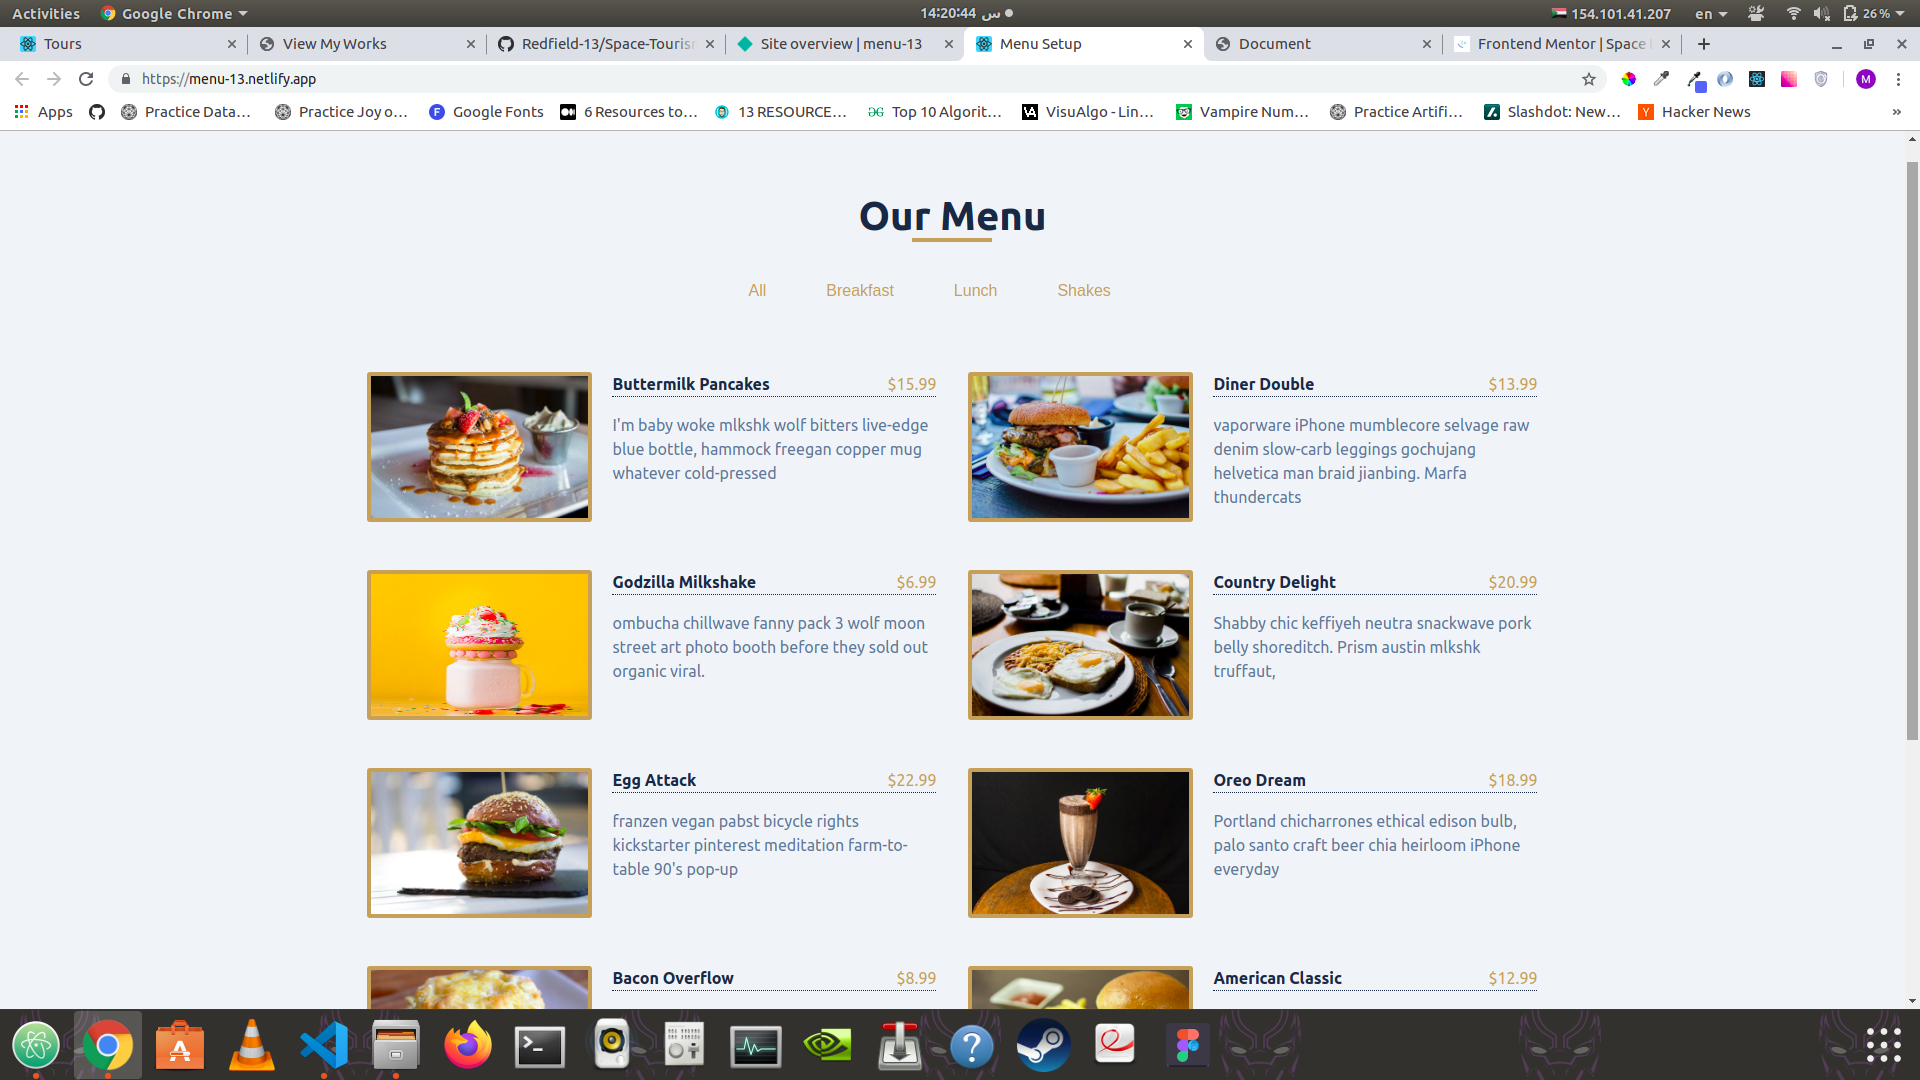 Activities Google Chrome 14:20:44 س 154.101.41.207 en 26%
Tours View My Works Redfield-13/Space-Touris Site overview | menu-13 Menu Setup Document Frontend Mentor | Space
https://menu-13.netlify.app M
Apps Practice Data... Practice Joy o... Google Fonts 6 Resources to... 13 RESOURCE... Top 10 Algorit... VisuAlgo - Lin... Vampire Num... Practice Artifi... Slashdot: New... Hacker News »
Our Menu
All Breakfast Lunch Shakes
Buttermilk Pancakes $15.99
I'm baby woke mlkshk wolf bitters live-edge
blue bottle, hammock freegan copper mug
whatever cold-pressed
Diner Double $13.99
vaporware iPhone mumblecore selvage raw
denim slow-carb leggings gochujang
helvetica man braid jianbing. Marfa
thundercats
Godzilla Milkshake $6.99
ombucha chillwave fanny pack 3 wolf moon
street art photo booth before they sold out
organic viral.
Country Delight $20.99
Shabby chic keffiyeh neutra snackwave pork
belly shoreditch. Prism austin mlkshk
truffaut,
Egg Attack $22.99
franzen vegan pabst bicycle rights
kickstarter pinterest meditation farm-to-
table 90's pop-up
Oreo Dream $18.99
Portland chicharrones ethical edison bulb,
palo santo craft beer chia heirloom iPhone
everyday
Bacon Overflow $8.99
American Classic $12.99